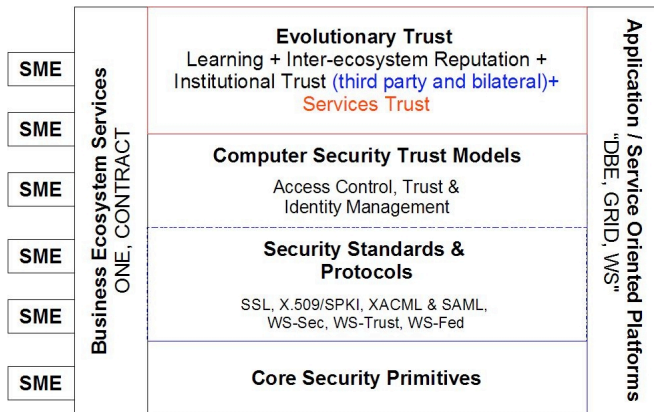 SME
SME
SME
SME
SME
SME
Business Ecosystem Services
ONE, CONTRACT
Evolutionary Trust
Learning + Inter-ecosystem Reputation +
Institutional Trust (third party and bilateral)+
Services Trust
Computer Security Trust Models
Access Control, Trust &
Identity Management
Security Standards &
Protocols
SSL, X.509/SPKI, XACML & SAML,
WS-Sec, WS-Trust, WS-Fed
Core Security Primitives
Application / Service Oriented Platforms
“DBE, GRID, WS"